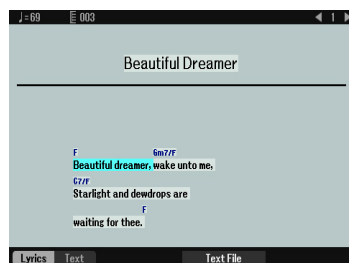 ♩=69 003 1
Beautiful Dreamer
F Gm7/F
Beautiful dreamer, wake unto me,
G7/F
Starlight and dewdrops are
F
waiting for thee.
Lyrics Text Text File